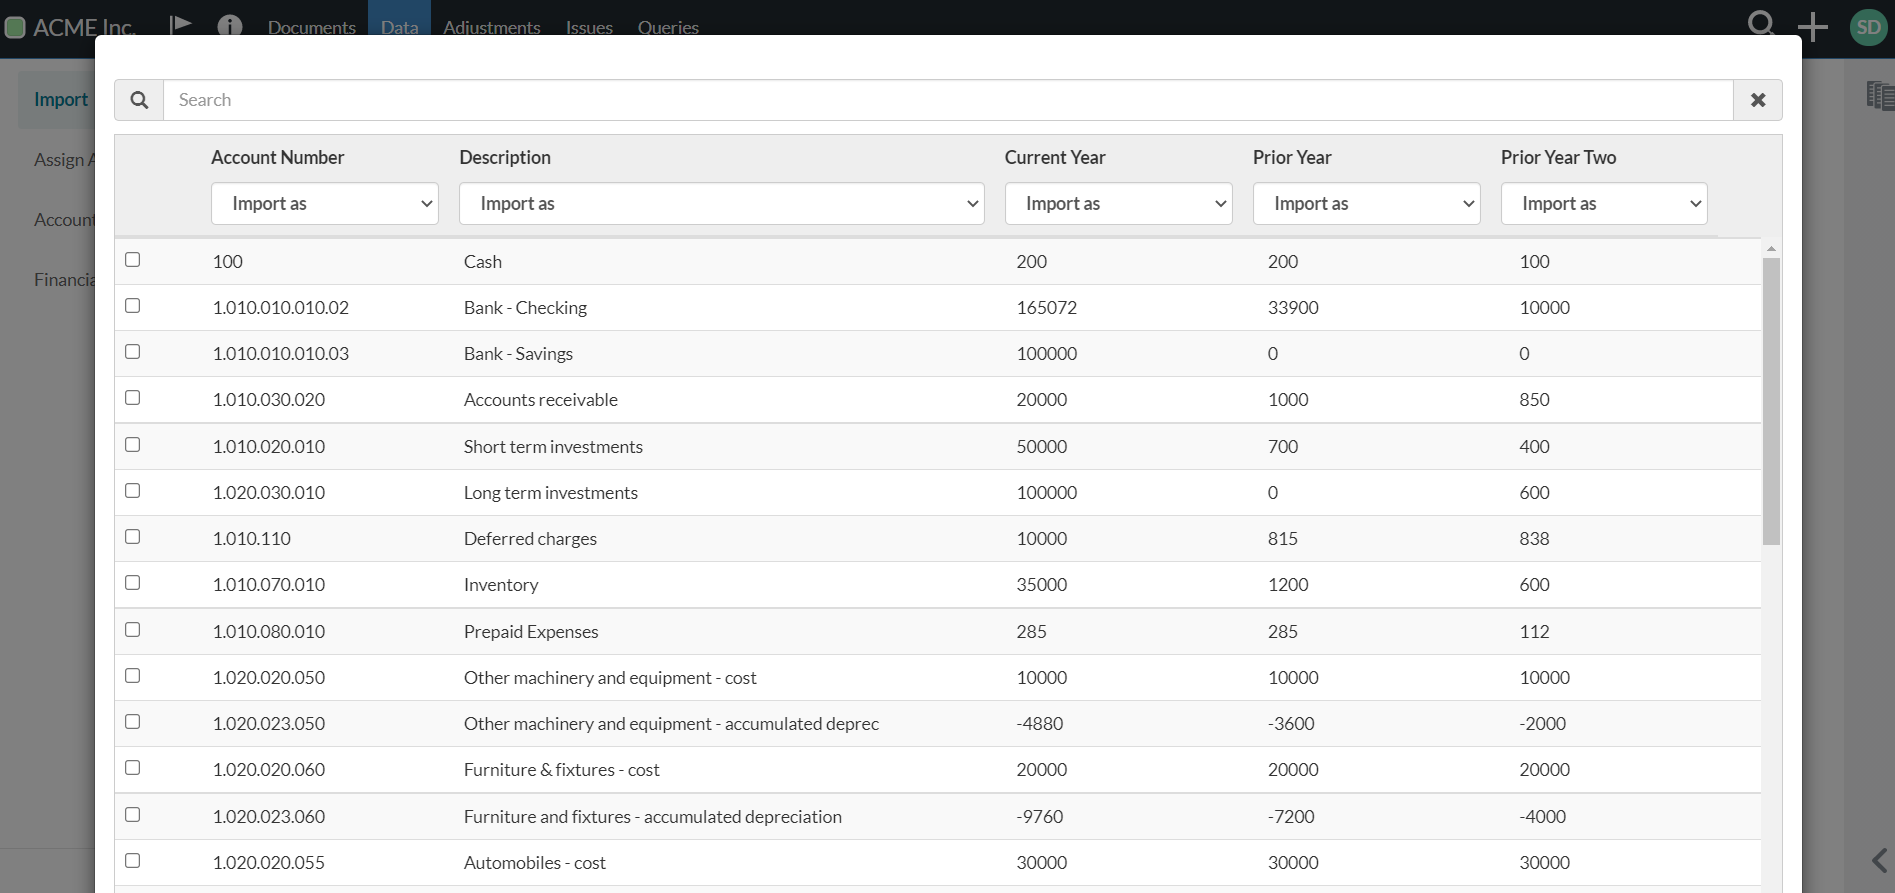 ACME Inc. Documents Data Adjustments Issues Queries SD
Import
Assign A
Account
Financia
Search
Account Number Description Current Year Prior Year Prior Year Two
Import as Import as Import as Import as Import as
100 Cash 200 200 100
1.010.010.010.02 Bank - Checking 165072 33900 10000
1.010.010.010.03 Bank - Savings 100000 0 0
1.010.030.020 Accounts receivable 20000 1000 850
1.010.020.010 Short term investments 50000 700 400
1.020.030.010 Long term investments 100000 0 600
1.010.110 Deferred charges 10000 815 838
1.010.070.010 Inventory 35000 1200 600
1.010.080.010 Prepaid Expenses 285 285 112
1.020.020.050 Other machinery and equipment - cost 10000 10000 10000
1.020.023.050 Other machinery and equipment - accumulated deprec -4880 -3600 -2000
1.020.020.060 Furniture & fixtures - cost 20000 20000 20000
1.020.023.060 Furniture and fixtures - accumulated depreciation -9760 -7200 -4000
1.020.020.055 Automobiles - cost 30000 30000 30000